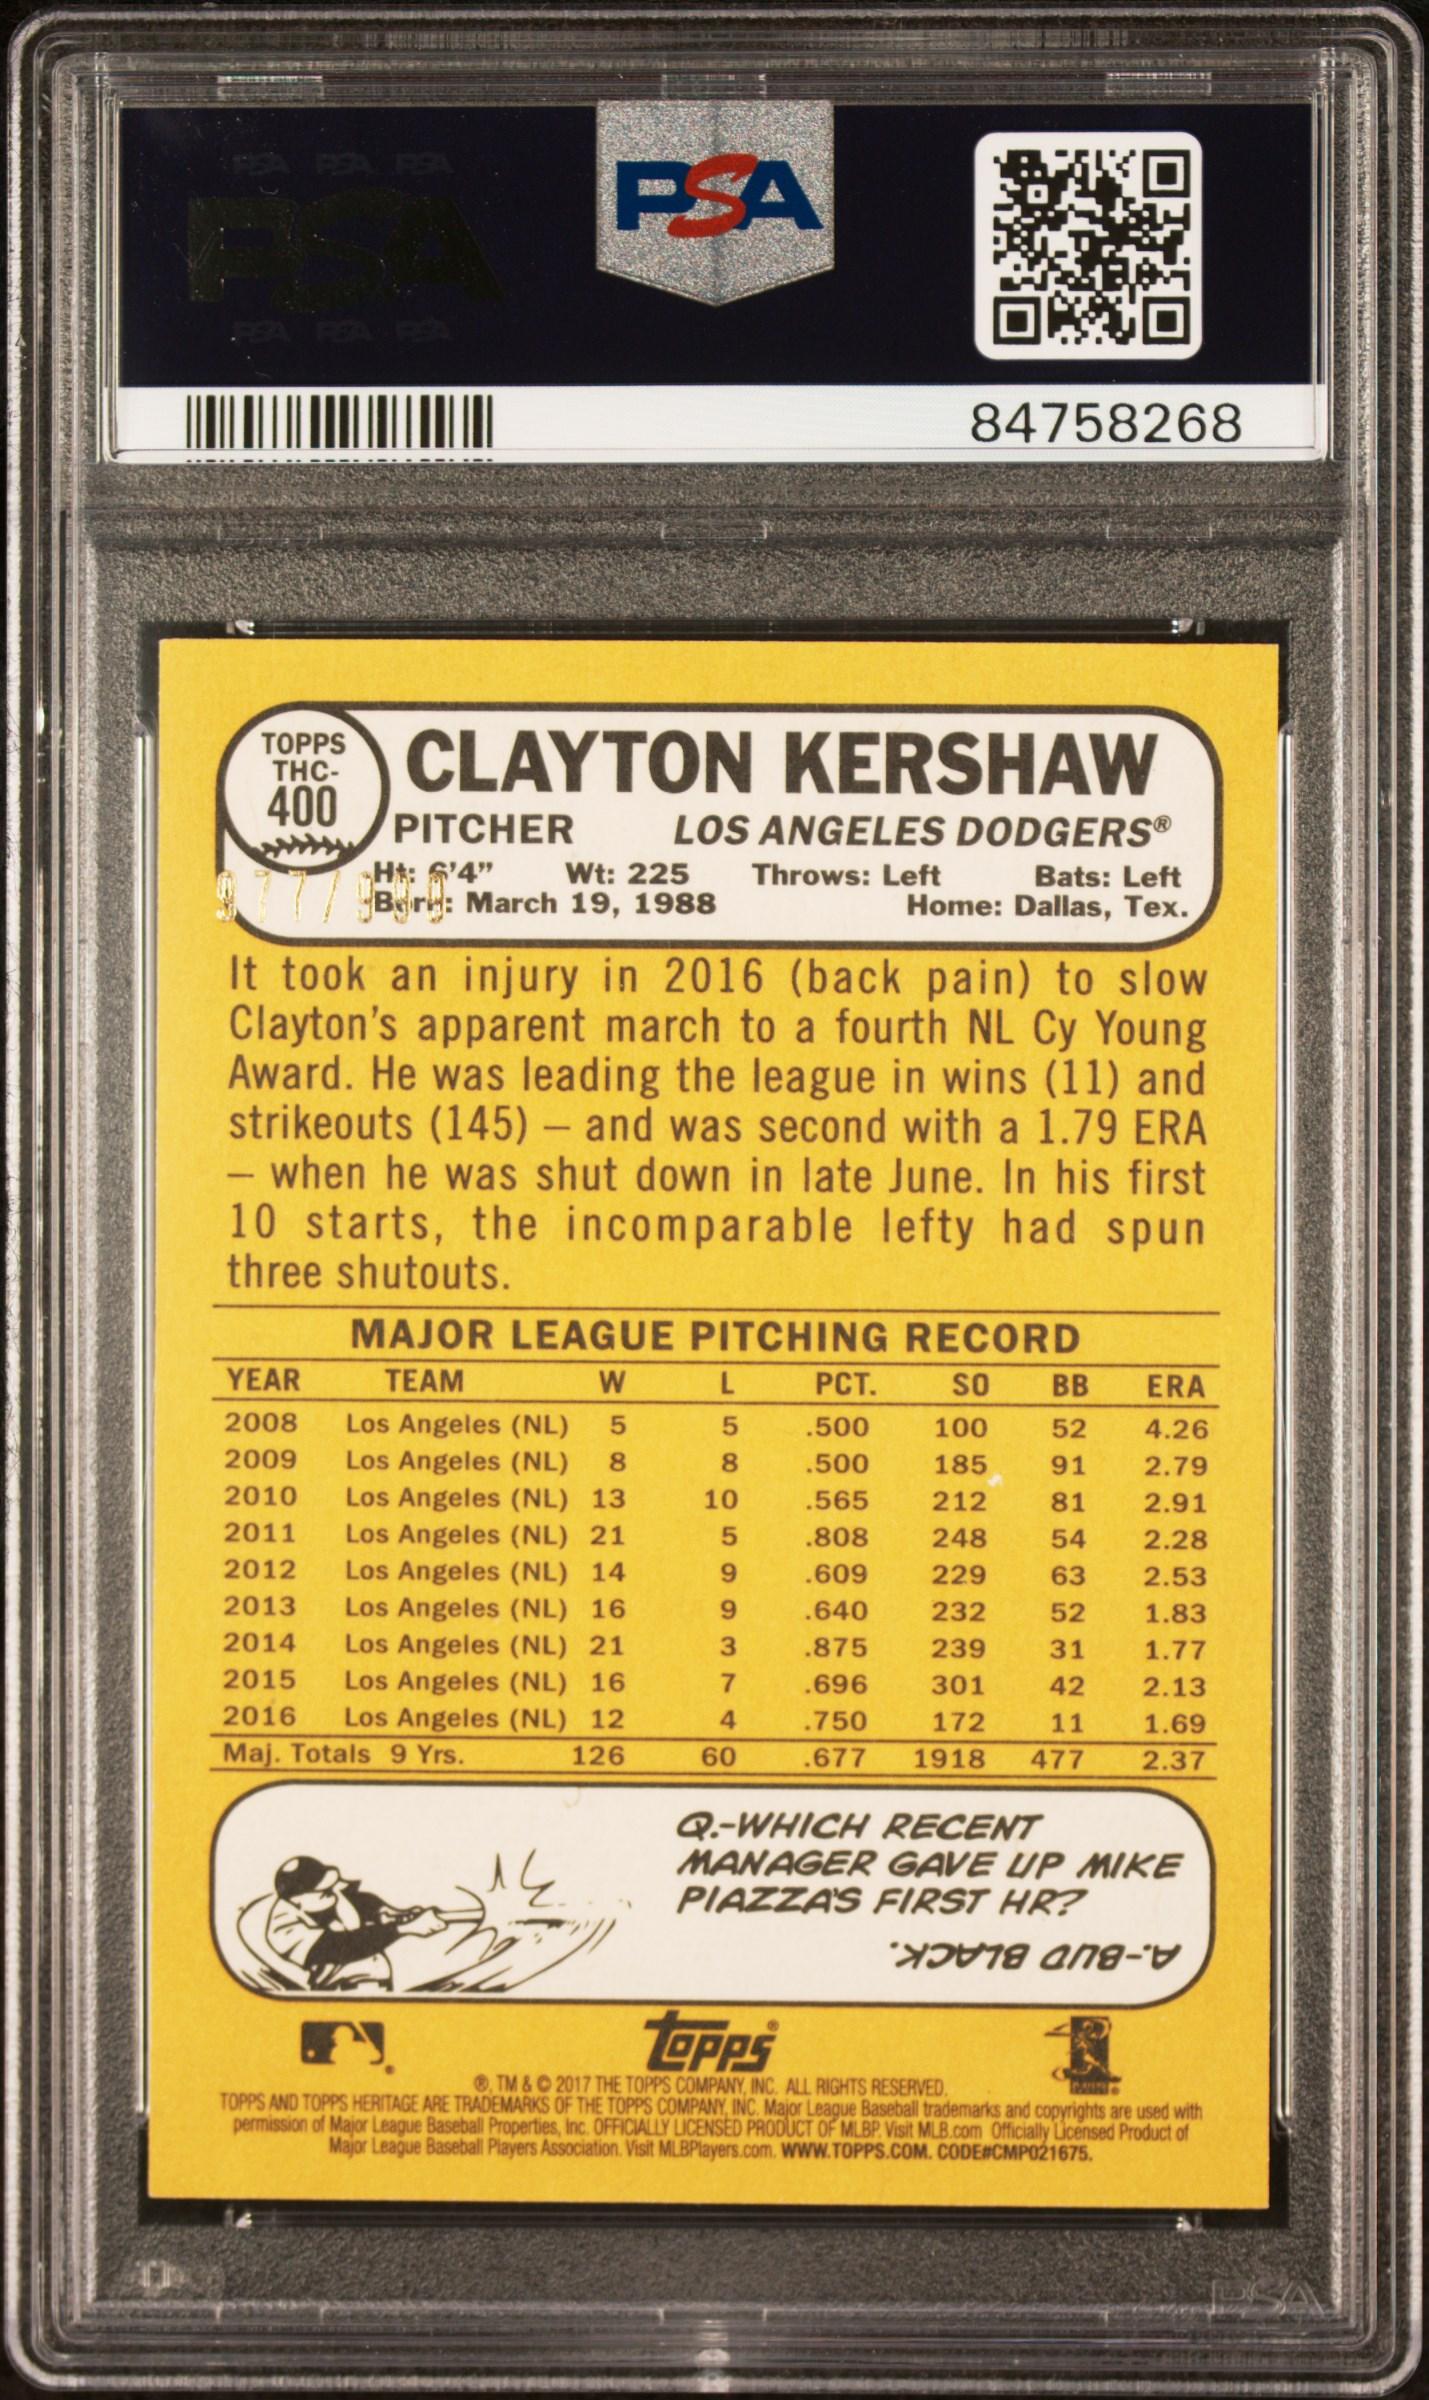 PSA PSA PSA
PSA
PSA PSA PSA
PSA
84758268
TOPPS
THC-
400
CLAYTON KERSHAW
PITCHER LOS ANGELES DODGERS®
Ht: 6'4" Wt: 225 Throws: Left Bats: Left
Born: March 19, 1988 Home: Dallas, Tex.
977/999
It took an injury in 2016 (back pain) to slow
Clayton's apparent march to a fourth NL Cy Young
Award. He was leading the league in wins (11) and
strikeouts (145) – and was second with a 1.79 ERA
– when he was shut down in late June. In his first
10 starts, the incomparable lefty had spun
three shutouts.
MAJOR LEAGUE PITCHING RECORD
YEAR TEAM W L PCT. SO BB ERA
2008 Los Angeles (NL) 5 5 .500 100 52 4.26
2009 Los Angeles (NL) 8 8 .500 185 91 2.79
2010 Los Angeles (NL) 13 10 .565 212 81 2.91
2011 Los Angeles (NL) 21 5 .808 248 54 2.28
2012 Los Angeles (NL) 14 9 .609 229 63 2.53
2013 Los Angeles (NL) 16 9 .640 232 52 1.83
2014 Los Angeles (NL) 21 3 .875 239 31 1.77
2015 Los Angeles (NL) 16 7 .696 301 42 2.13
2016 Los Angeles (NL) 12 4 .750 172 11 1.69
Maj. Totals 9 Yrs. 126 60 .677 1918 477 2.37
Q.-WHICH RECENT
MANAGER GAVE UP MIKE
PIAZZA'S FIRST HR?
A.-BUD BLACK.
TOPPS®
®, TM & © 2017 THE TOPPS COMPANY, INC. ALL RIGHTS RESERVED.
TOPPS AND TOPPS HERITAGE ARE TRADEMARKS OF THE TOPPS COMPANY, INC. Major League Baseball trademarks and copyrights are used with
permission of Major League Baseball Properties, Inc. OFFICIALLY LICENSED PRODUCT OF MLBP. Visit MLB.com Officially Licensed Product of
Major League Baseball Players Association. Visit MLBPlayers.com. WWW.TOPPS.COM. CODE#CMP021675.
PSA